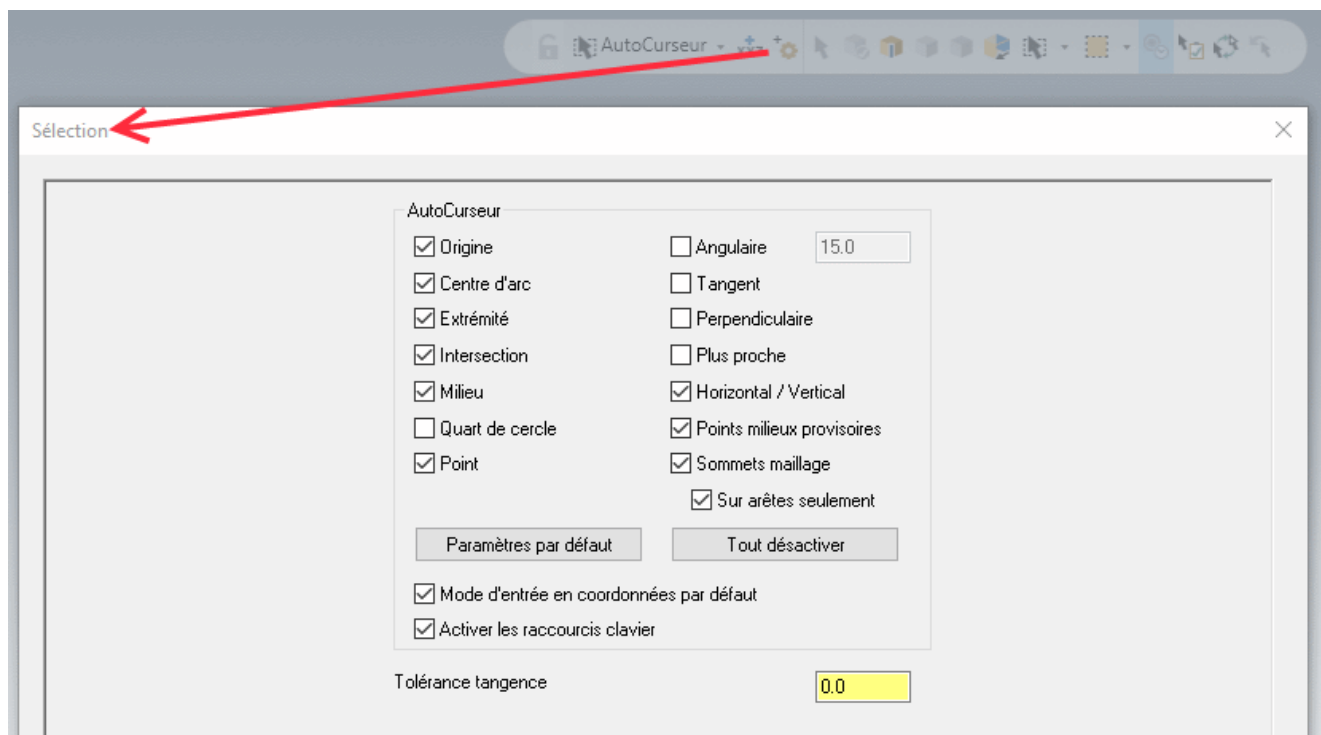 AutoCurseur
Sélection
AutoCurseur
Origine
Angulaire
15.0
Centre d'arc
Tangent
Extrémité
Perpendiculaire
Intersection
Plus proche
Milieu
Horizontal / Vertical
Quart de cercle
Points milieux provisoires
Point
Sommets maillage
Sur arêtes seulement
Paramètres par défaut
Tout désactiver
Mode d'entrée en coordonnées par défaut
Activer les raccourcis clavier
Tolérance tangence
0.0